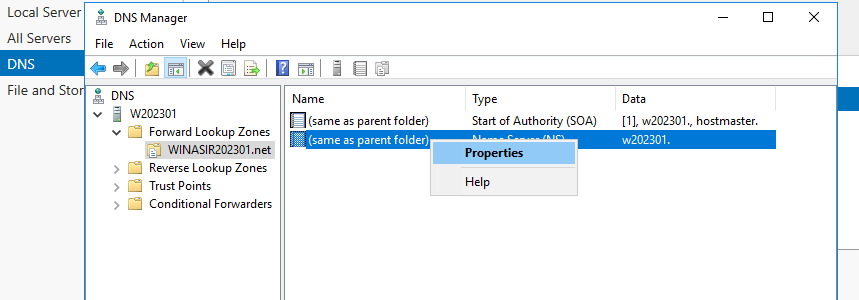 Local Server
All Servers
DNS
File and Stor
DNS Manager
File Action View Help
DNS
W202301
Forward Lookup Zones
WINASIR202301.net
Reverse Lookup Zones
Trust Points
Conditional Forwarders
Name Type Data
(same as parent folder) Start of Authority (SOA) [1], w202301., hostmaster.
(same as parent folder) Name Server (NS) w202301.
Properties
Help